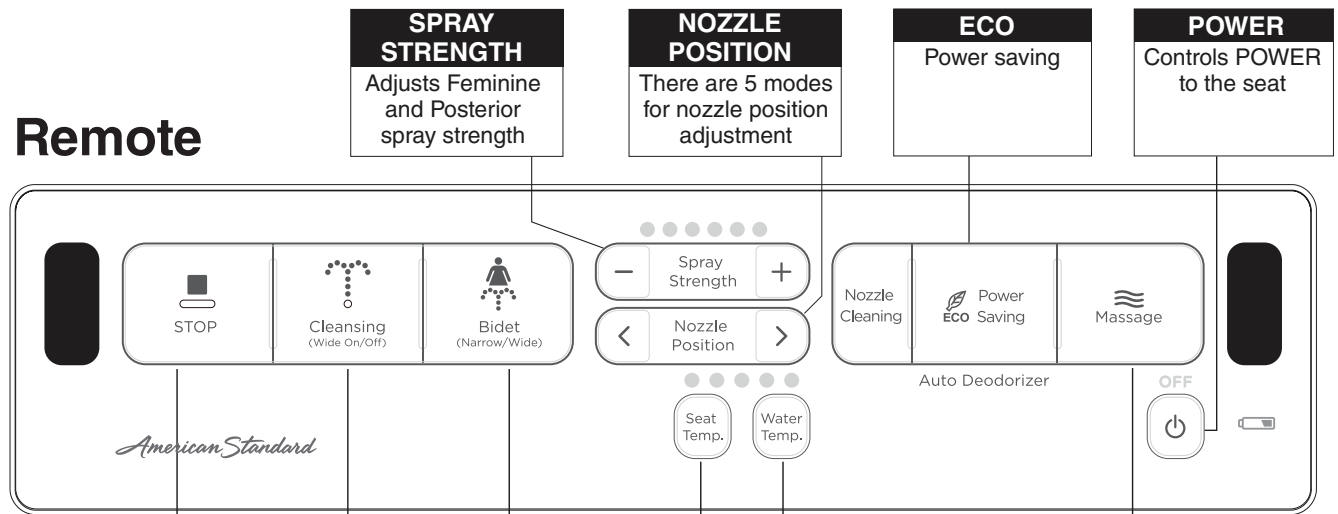 SPRAY
STRENGTH
Adjusts Feminine
and Posterior
spray strength
NOZZLE
POSITION
There are 5 modes
for nozzle position
adjustment
ECO
Power saving
POWER
Controls POWER
to the seat
Remote
STOP
Cleansing
(Wide On/Off)
Bidet
(Narrow/Wide)
− Spray
Strength +
< Nozzle
Position >
Seat
Temp.
Water
Temp.
Nozzle
Cleaning
ECO Power
Saving
Massage
Auto Deodorizer
OFF
American Standard